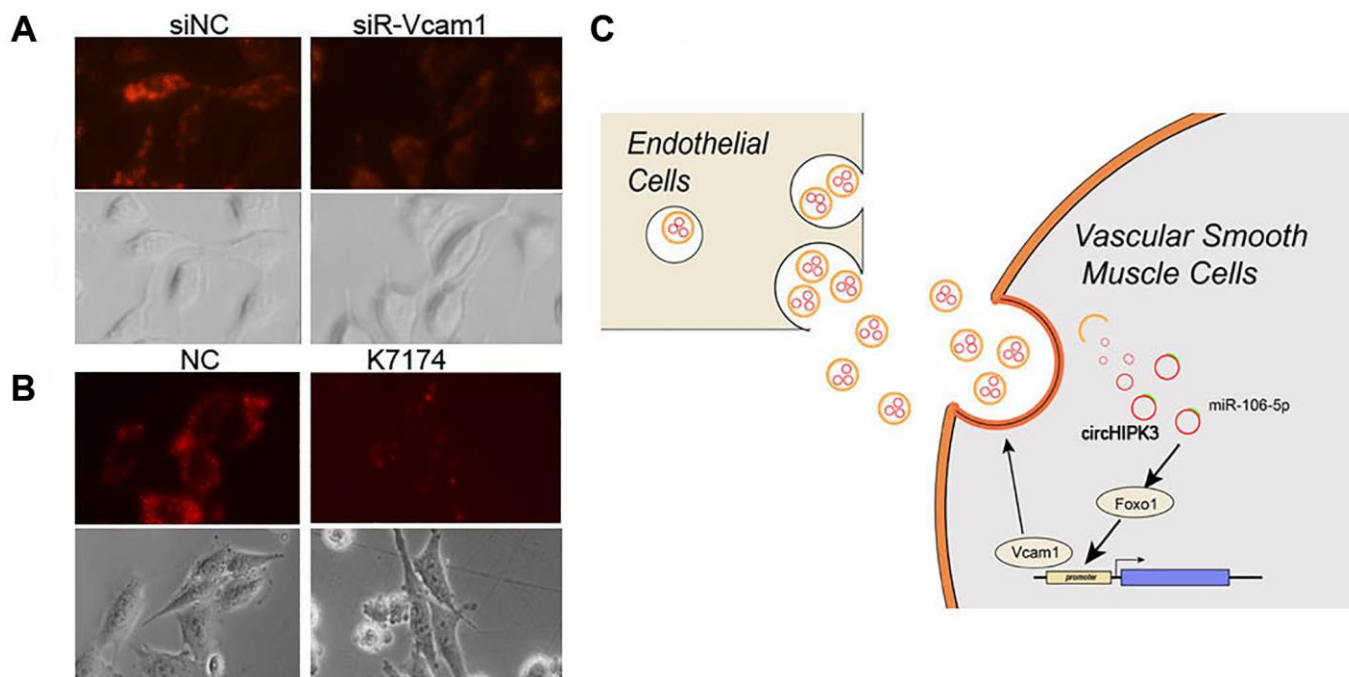 A
siNC
siR-Vcam1
B
NC
K7174
C
Endothelial
Cells
Vascular Smooth
Muscle Cells
miR-106-5p
circHIPK3
Foxo1
Vcam1
promoter